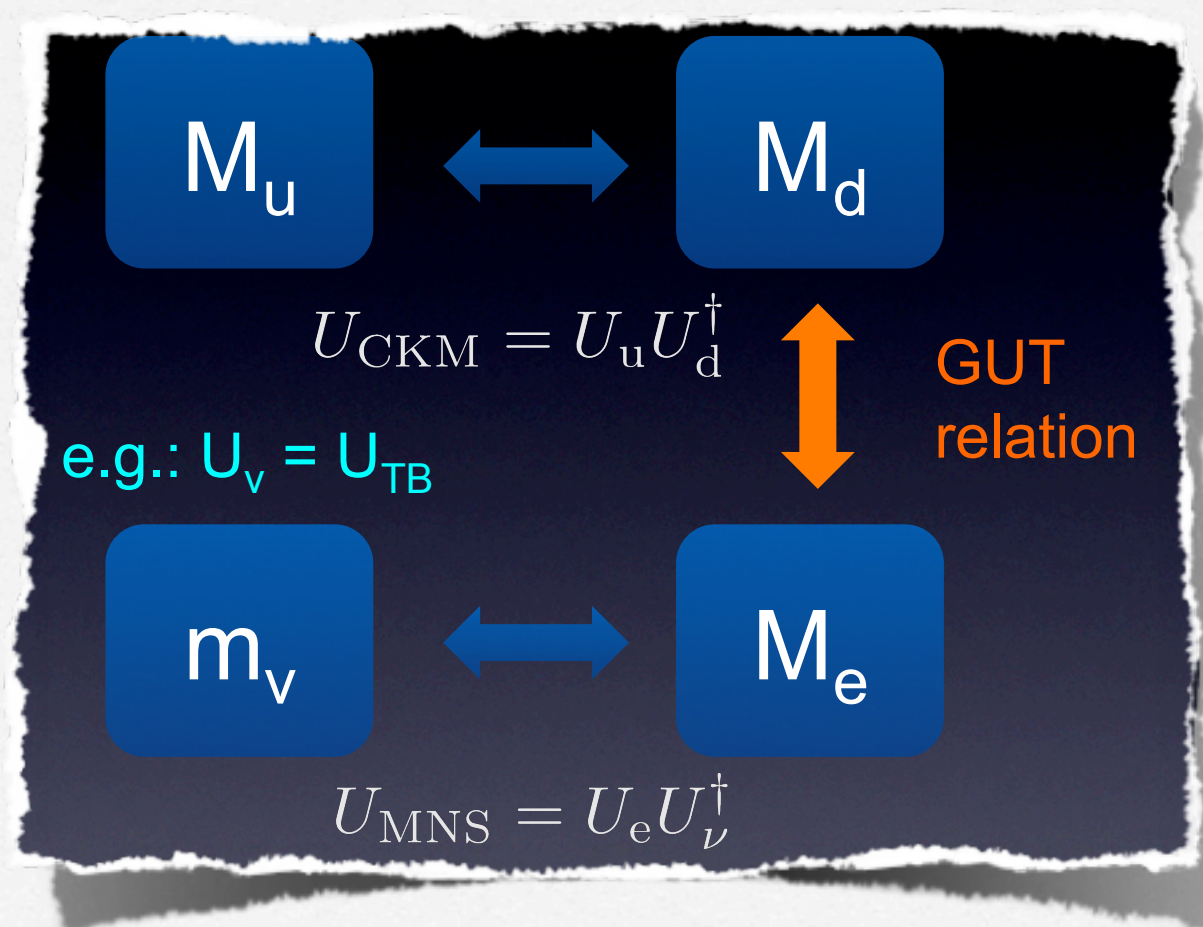 M_u M_d
U_CKM = U_u U_d^†
GUT
relation
e.g.: U_ν = U_TB
m_ν M_e
U_MNS = U_e U_ν^†